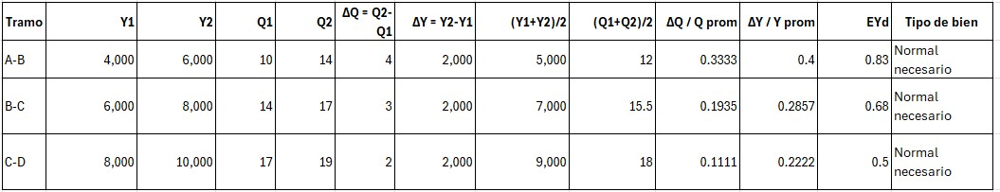 Tramo Y1 Y2 Q1 Q2 ΔQ = Q2-Q1 ΔY = Y2-Y1 (Y1+Y2)/2 (Q1+Q2)/2 ΔQ / Q prom ΔY / Y prom EYd Tipo de bien
A-B 4,000 6,000 10 14 4 2,000 5,000 12 0.3333 0.4 0.83 Normal necesario
B-C 6,000 8,000 14 17 3 2,000 7,000 15.5 0.1935 0.2857 0.68 Normal necesario
C-D 8,000 10,000 17 19 2 2,000 9,000 18 0.1111 0.2222 0.5 Normal necesario